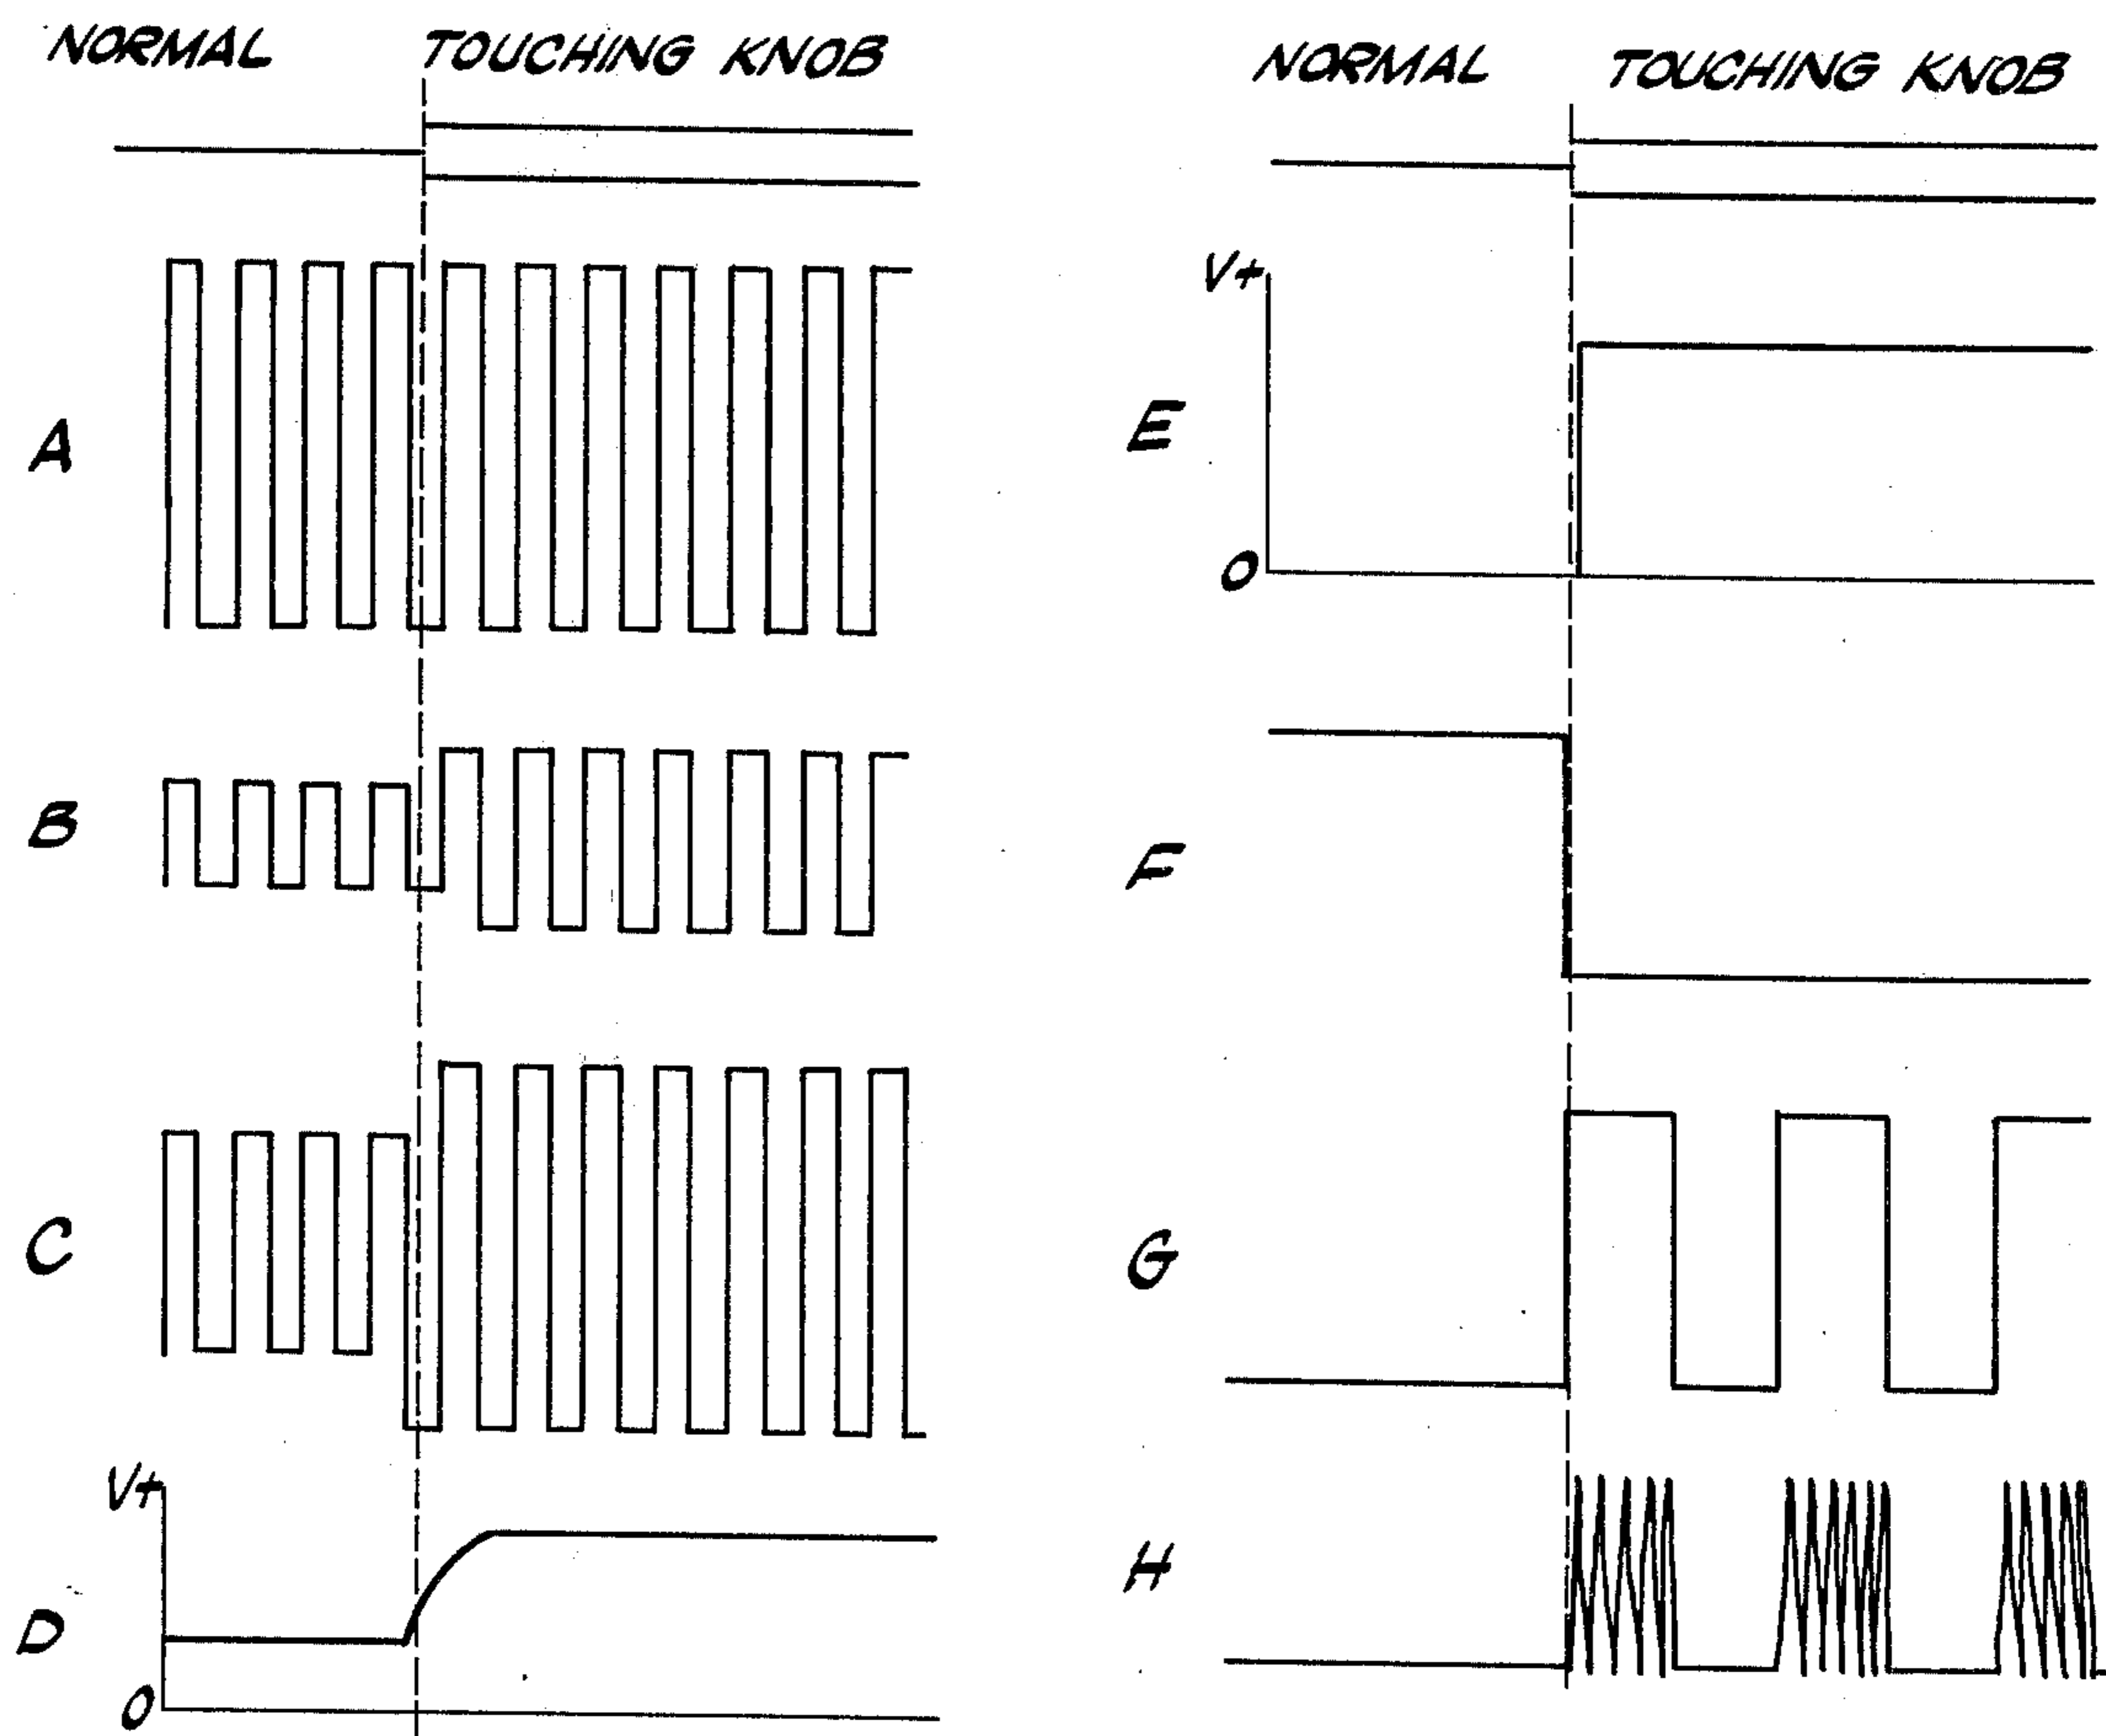 NORMAL TOUCHING KNOB
A
B
C
V+
D
0
NORMAL TOUCHING KNOB
V+
E
0
F
G
H